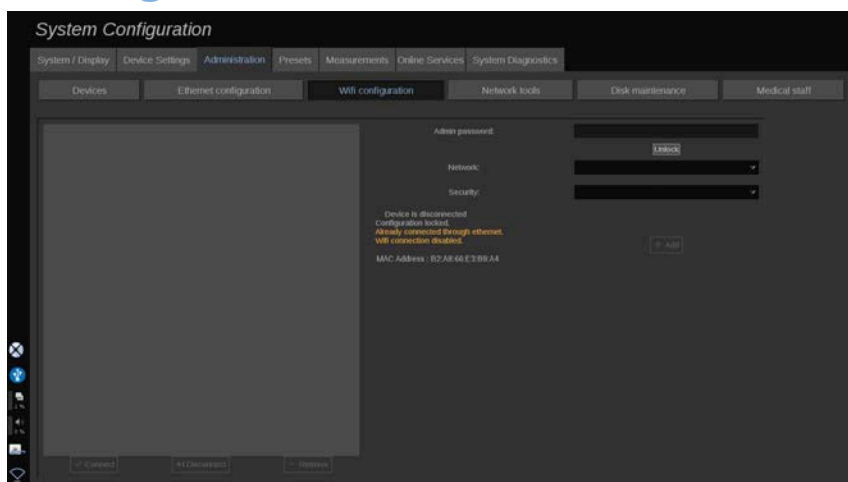 System Configuration
System / Display Device Settings Administration Presets Measurements Online Services System Diagnostics
Devices Ethernet configuration Wifi configuration Network tools Disk maintenance Medical staff
Admin password:
Unlock
Network:
Security:
Device is disconnected
Configuration locked.
Already connected through ethernet.
Wifi connection disabled.
+ Add
MAC Address : B2:A8:66:E3:B9:A4
Connect Disconnect Remove